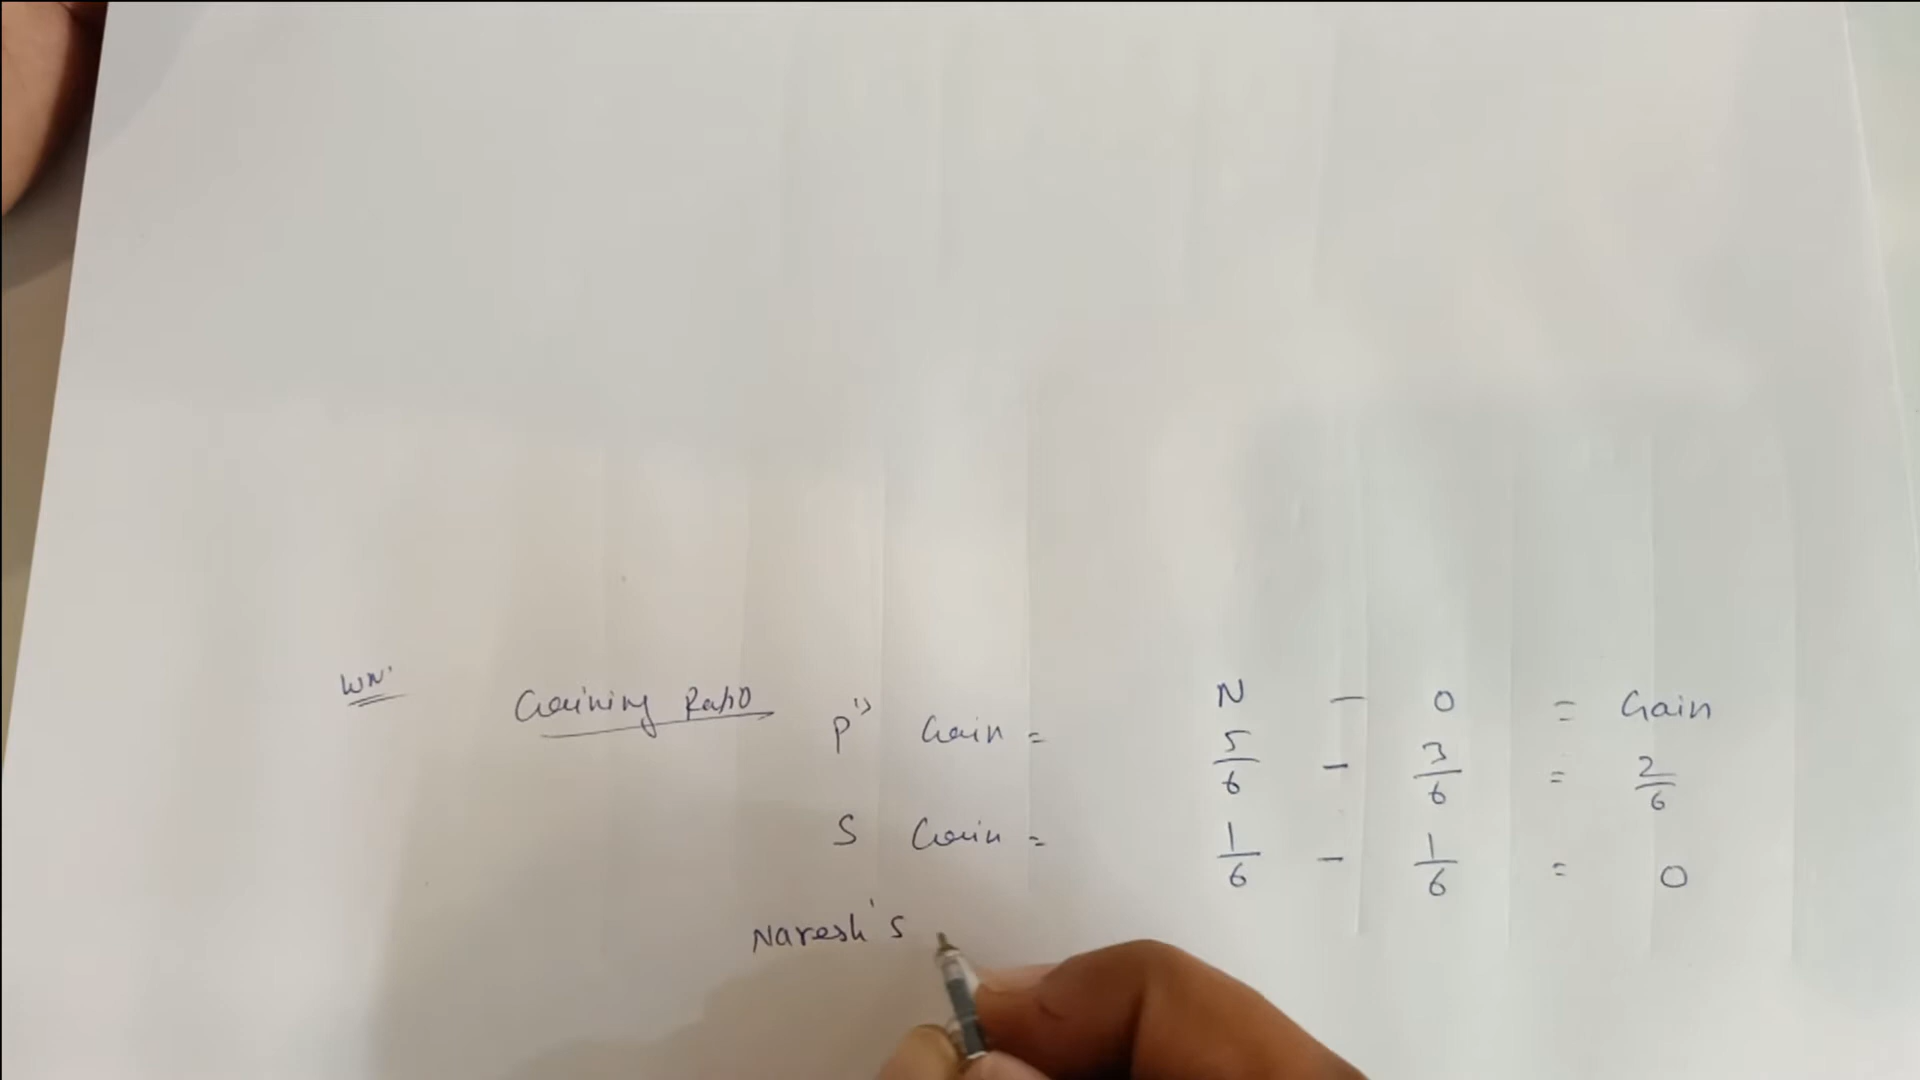 WN'
Gaining Ratio
N - O = Gain
P's Gain = 5/6 - 3/6 = 2/6
S Gain = 1/6 - 1/6 = 0
Naresh's